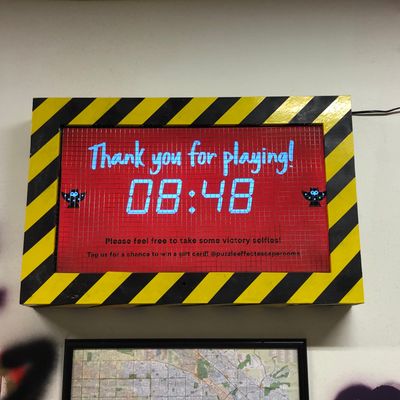 Thank you for playing!
08:48
Please feel free to take some victory selfies!
Tag us for a chance to win a gift card! @puzzleeffectescaperooms